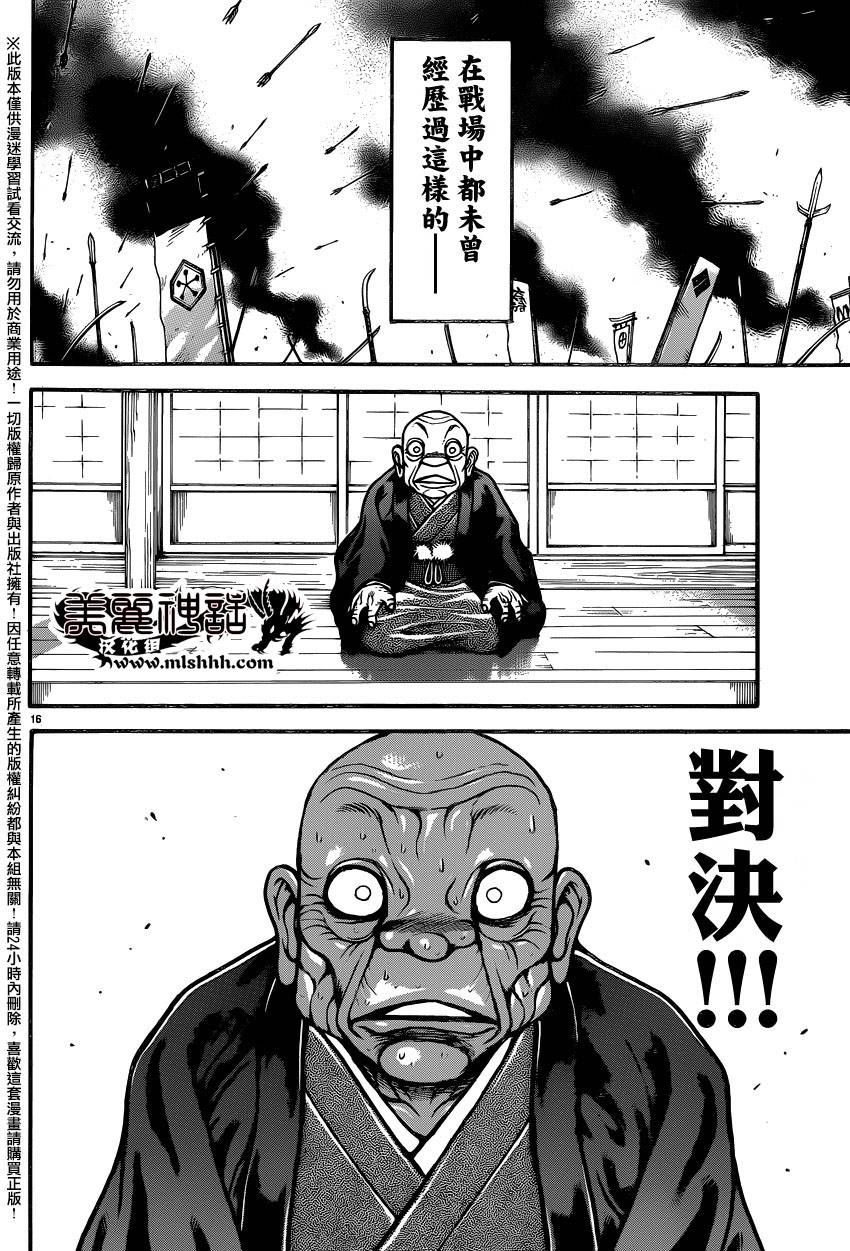 在戰場中都未曾
經歷過這樣的——
對決!!!
美麗神話
汉化组
www.mlshhh.com
16
※此版本僅供漫迷學習試看交流，請勿用於商業用途！一切版權歸原作者與出版社擁有！因任意轉載所產生的版權糾紛都與本組無關！請24小時內刪除，喜歡這套漫畫請購買正版！